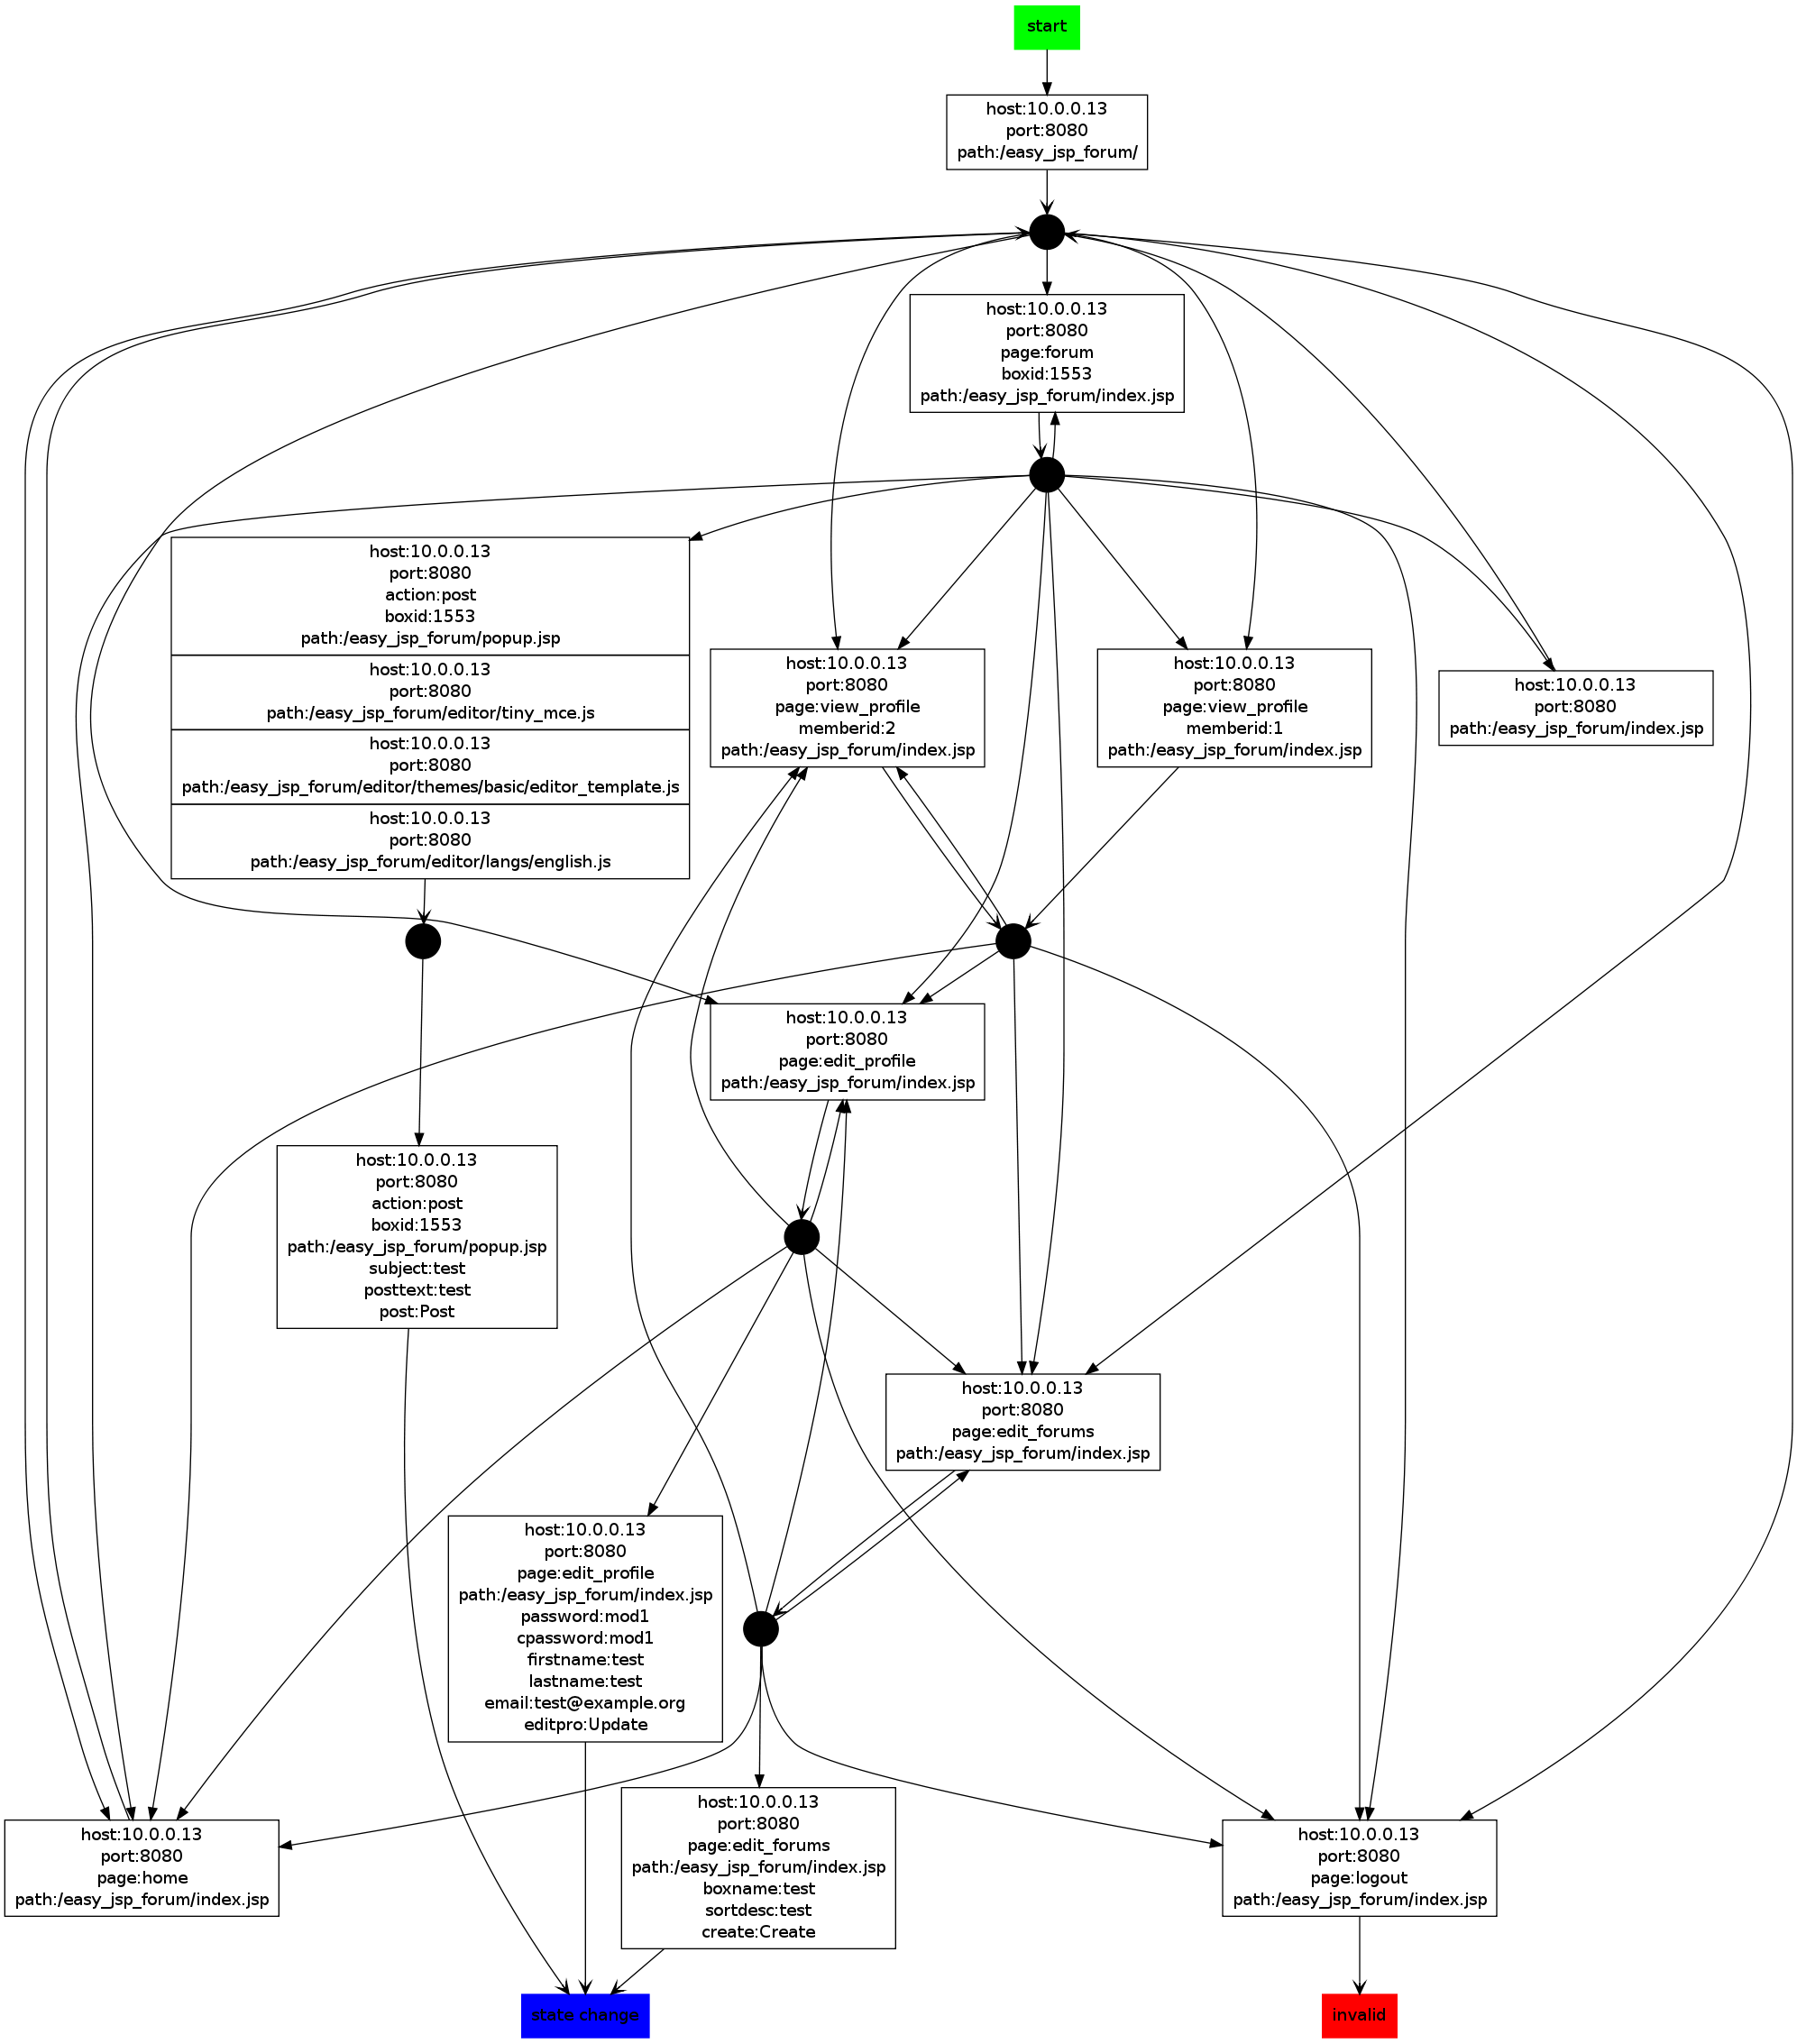 start
host:10.0.0.13
port:8080
path:/easy_jsp_forum/
host:10.0.0.13
port:8080
page:forum
boxid:1553
path:/easy_jsp_forum/index.jsp
host:10.0.0.13
port:8080
action:post
boxid:1553
path:/easy_jsp_forum/popup.jsp
host:10.0.0.13
port:8080
path:/easy_jsp_forum/editor/tiny_mce.js
host:10.0.0.13
port:8080
path:/easy_jsp_forum/editor/themes/basic/editor_template.js
host:10.0.0.13
port:8080
path:/easy_jsp_forum/editor/langs/english.js
host:10.0.0.13
port:8080
page:view_profile
memberid:2
path:/easy_jsp_forum/index.jsp
host:10.0.0.13
port:8080
page:view_profile
memberid:1
path:/easy_jsp_forum/index.jsp
host:10.0.0.13
port:8080
path:/easy_jsp_forum/index.jsp
host:10.0.0.13
port:8080
page:edit_profile
path:/easy_jsp_forum/index.jsp
host:10.0.0.13
port:8080
action:post
boxid:1553
path:/easy_jsp_forum/popup.jsp
subject:test
posttext:test
post:Post
host:10.0.0.13
port:8080
page:edit_forums
path:/easy_jsp_forum/index.jsp
host:10.0.0.13
port:8080
page:edit_profile
path:/easy_jsp_forum/index.jsp
password:mod1
cpassword:mod1
firstname:test
lastname:test
email:test@example.org
editpro:Update
host:10.0.0.13
port:8080
page:home
path:/easy_jsp_forum/index.jsp
host:10.0.0.13
port:8080
page:edit_forums
path:/easy_jsp_forum/index.jsp
boxname:test
sortdesc:test
create:Create
host:10.0.0.13
port:8080
page:logout
path:/easy_jsp_forum/index.jsp
state change
invalid